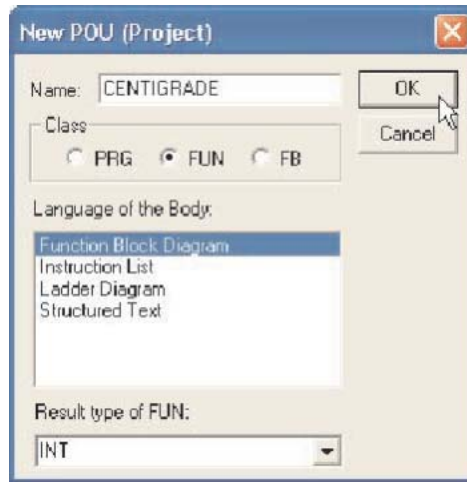 New POU (Project)
Name: CENTIGRADE
OK
Class
Cancel
PRG FUN FB
Language of the Body:
Function Block Diagram
Instruction List
Ladder Diagram
Structured Text
Result type of FUN:
INT